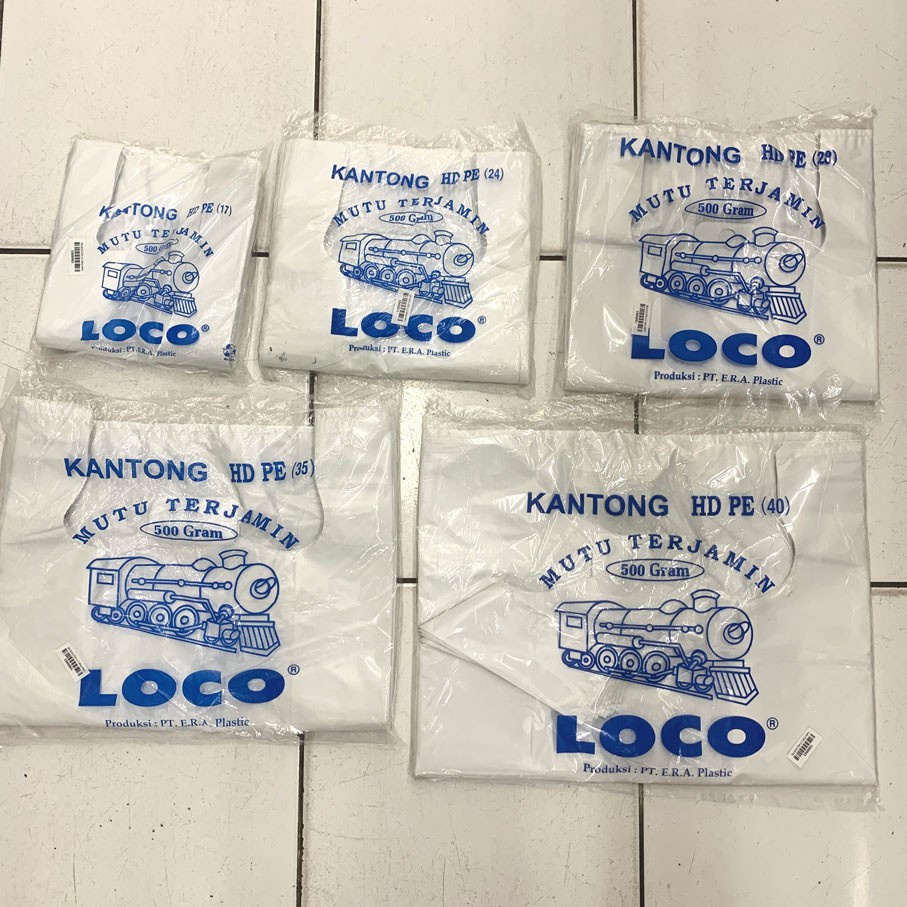 KANTONG HD PE (17)
MUTU TERJAMIN
500 Gram
LOCO®
Produksi : PT. E.R.A. Plastic
KANTONG HD PE (24)
MUTU TERJAMIN
500 Gram
LOCO®
Produksi : PT. E.R.A. Plastic
KANTONG HD PE (28)
MUTU TERJAMIN
500 Gram
LOCO®
Produksi : PT. E.R.A. Plastic
KANTONG HD PE (35)
MUTU TERJAMIN
500 Gram
LOCO®
Produksi : PT. E.R.A. Plastic
KANTONG HD PE (40)
MUTU TERJAMIN
500 Gram
LOCO®
Produksi : PT. E.R.A. Plastic